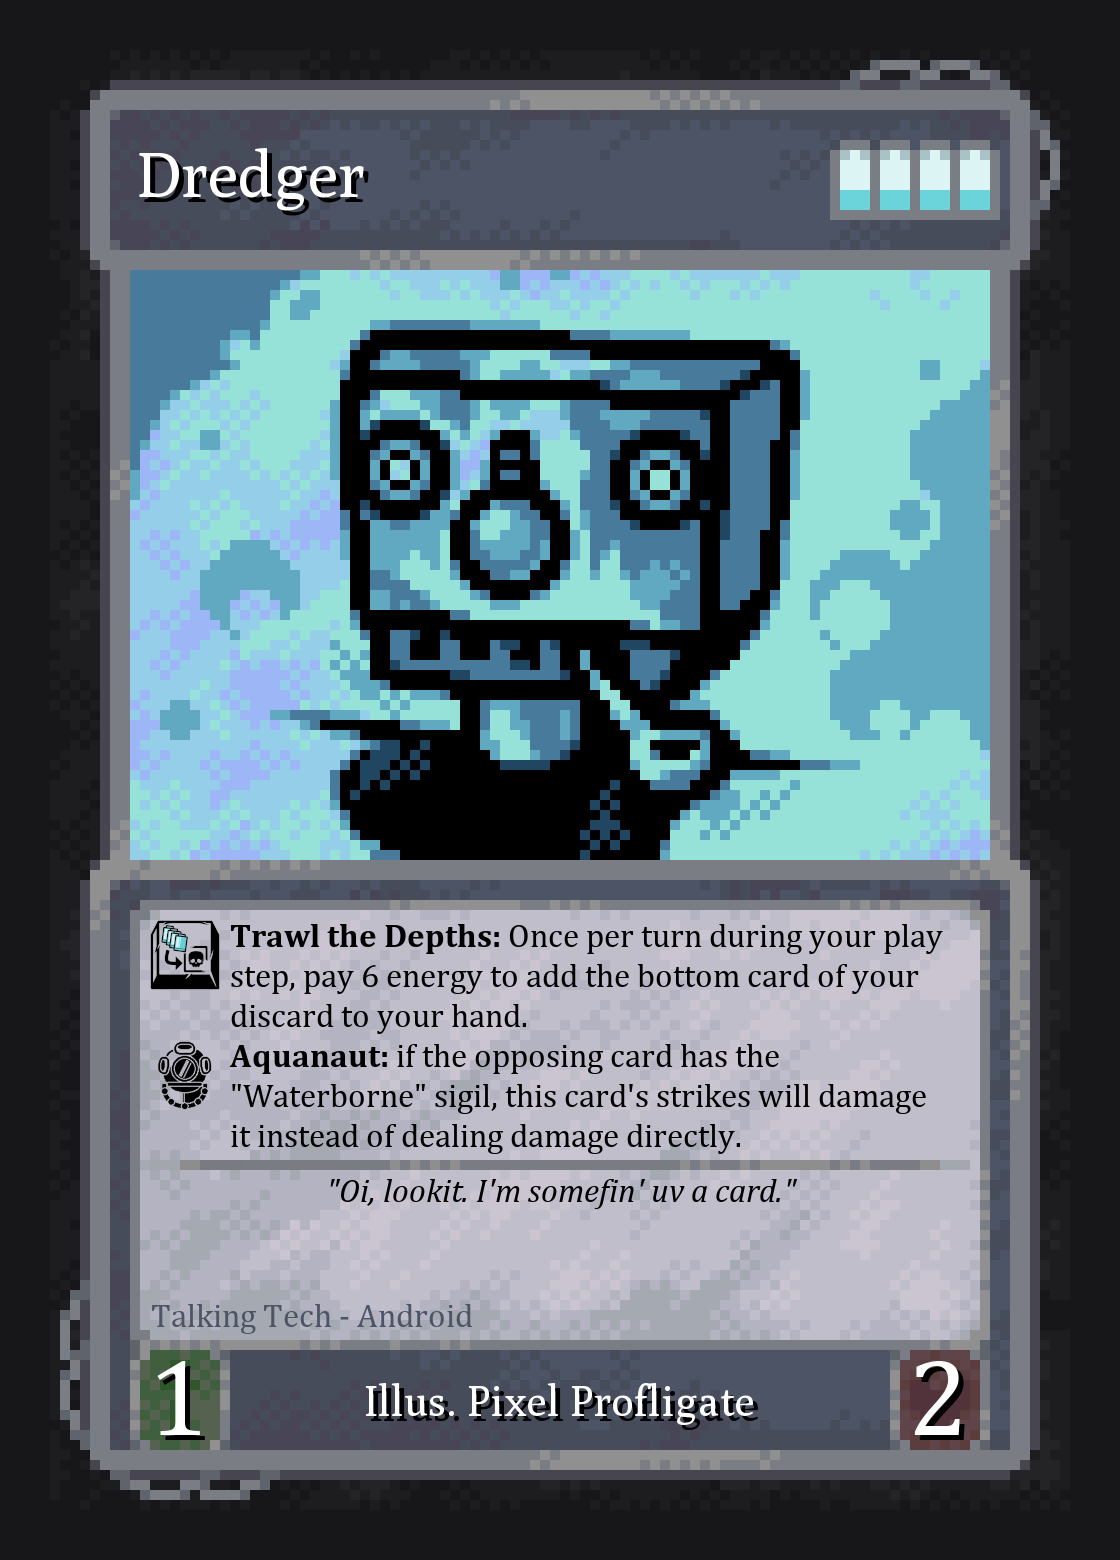 Dredger
Trawl the Depths: Once per turn during your play
step, pay 6 energy to add the bottom card of your
discard to your hand.
Aquanaut: if the opposing card has the
"Waterborne" sigil, this card's strikes will damage
it instead of dealing damage directly.
"Oi, lookit. I'm somefin' uv a card."
Talking Tech - Android
1
Illus. Pixel Profligate
2